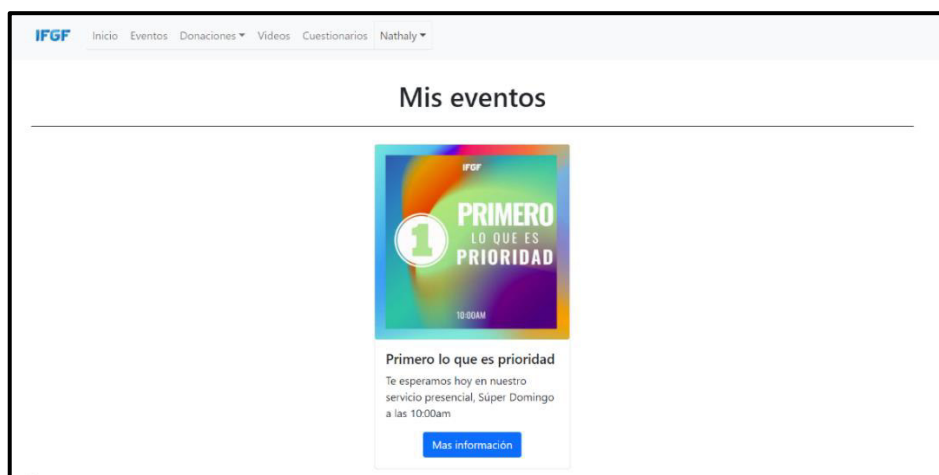 IFGF Inicio Eventos Donaciones Videos Cuestionarios Nathaly
Mis eventos
IFGF
1 PRIMERO
LO QUE ES
PRIORIDAD
10:00AM
Primero lo que es prioridad
Te esperamos hoy en nuestro
servicio presencial, Súper Domingo
a las 10:00am
Mas información